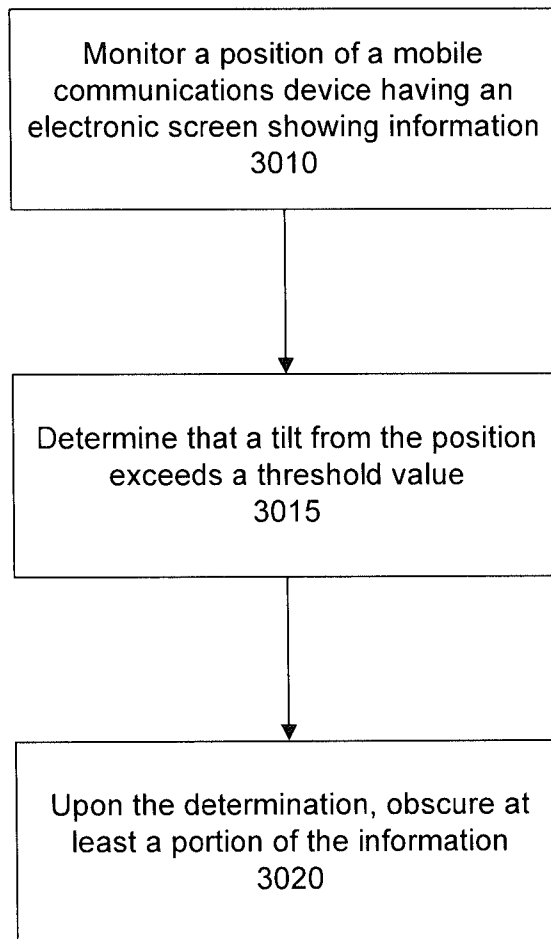 Monitor a position of a mobile
communications device having an
electronic screen showing information
3010
Determine that a tilt from the position
exceeds a threshold value
3015
Upon the determination, obscure at
least a portion of the information
3020